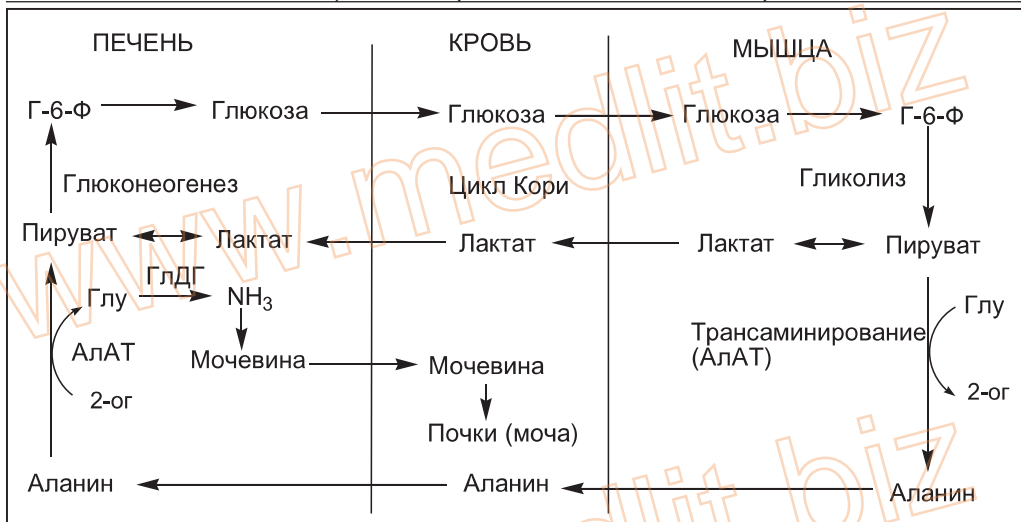 ПЕЧЕНЬ КРОВЬ МЫШЦА
Г-6-Ф Глюкоза Глюкоза Глюкоза Г-6-Ф
Глюконеогенез Цикл Кори Гликолиз
Пируват Лактат Лактат Лактат Пируват
ГлДГ
Глу NH3 Глу
Трансаминирование
АлАТ Мочевина Мочевина (АлАТ)
2-ог 2-ог
Почки (моча)
Аланин Аланин Аланин
www.medlit.biz